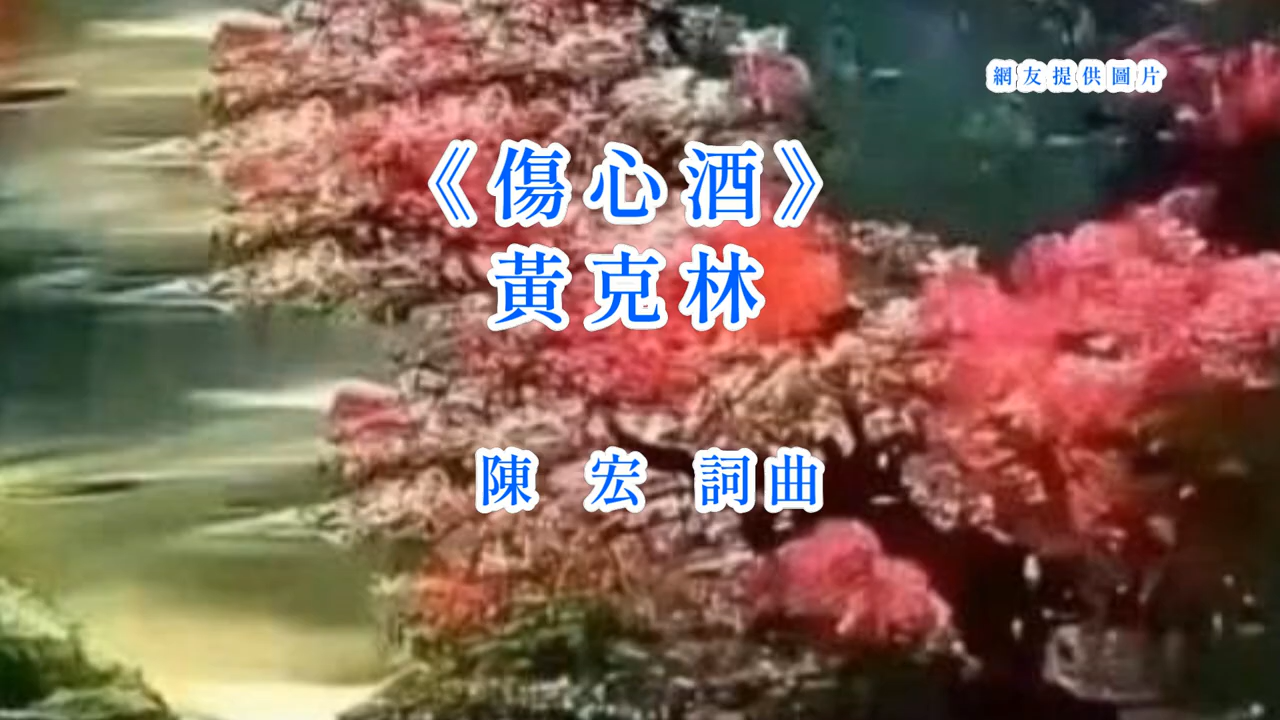 網友提供圖片
《傷心酒》
黃克林
陳 宏 詞曲